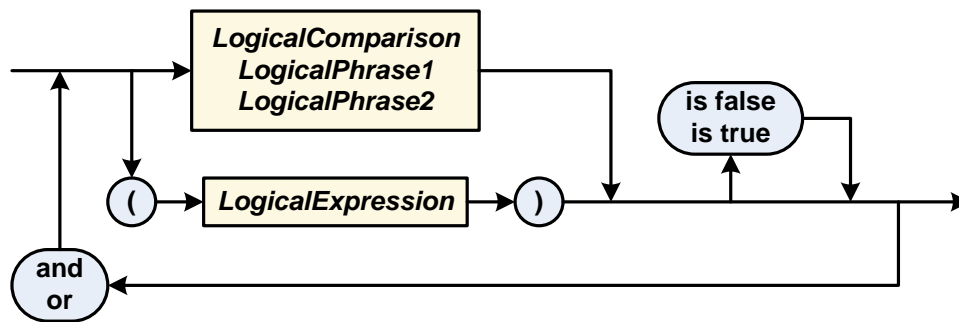 LogicalComparison
LogicalPhrase1
LogicalPhrase2
is false
is true
(
LogicalExpression
)
and
or